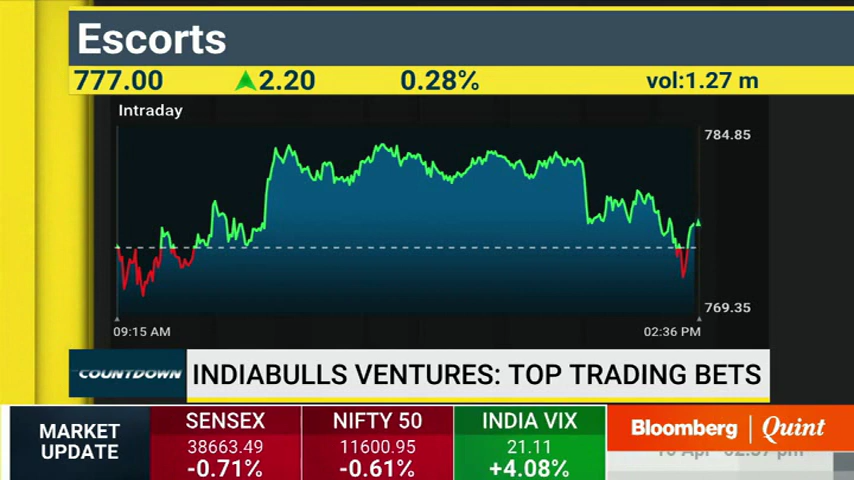 Escorts
777.00 2.20 0.28% vol:1.27 m
Intraday
784.85
769.35
09:15 AM 02:36 PM
COUNTDOWN INDIABULLS VENTURES: TOP TRADING BETS
MARKET UPDATE
SENSEX
38663.49
-0.71%
NIFTY 50
11600.95
-0.61%
INDIA VIX
21.11
+4.08%
Bloomberg | Quint